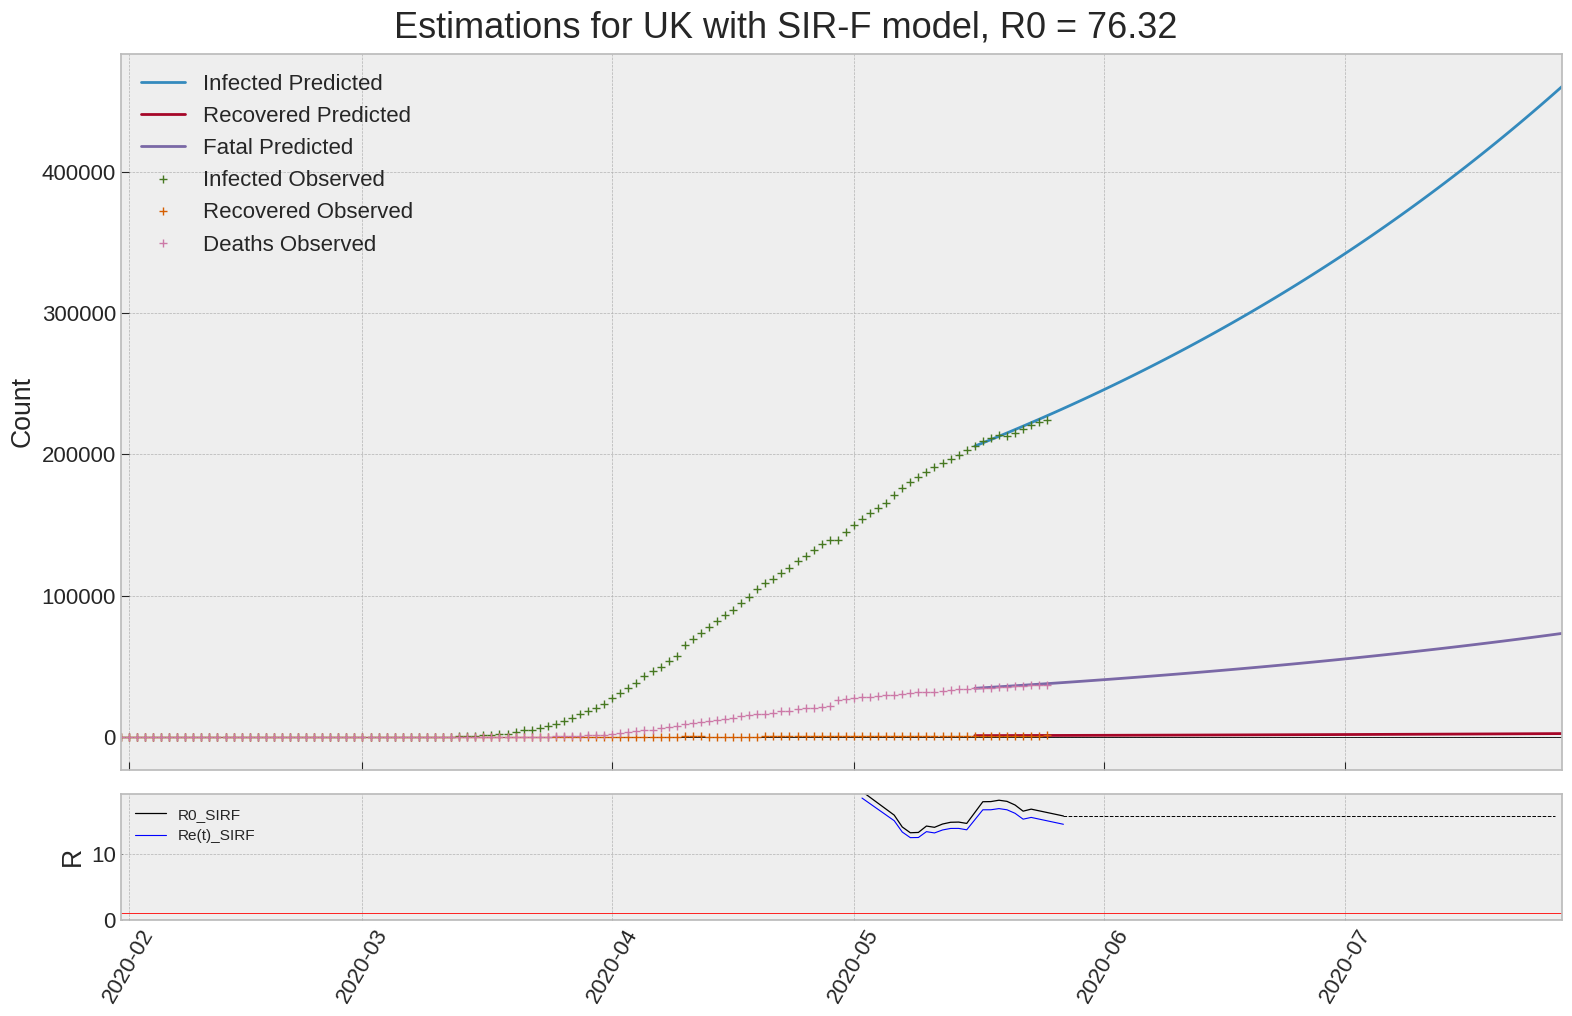 Estimations for UK with SIR-F model, R0 = 76.32
Infected Predicted
Recovered Predicted
Fatal Predicted
Infected Observed
Recovered Observed
Deaths Observed
400000
300000
200000
100000
0
Count
R0_SIRF
Re(t)_SIRF
10
0
R
2020-02
2020-03
2020-04
2020-05
2020-06
2020-07